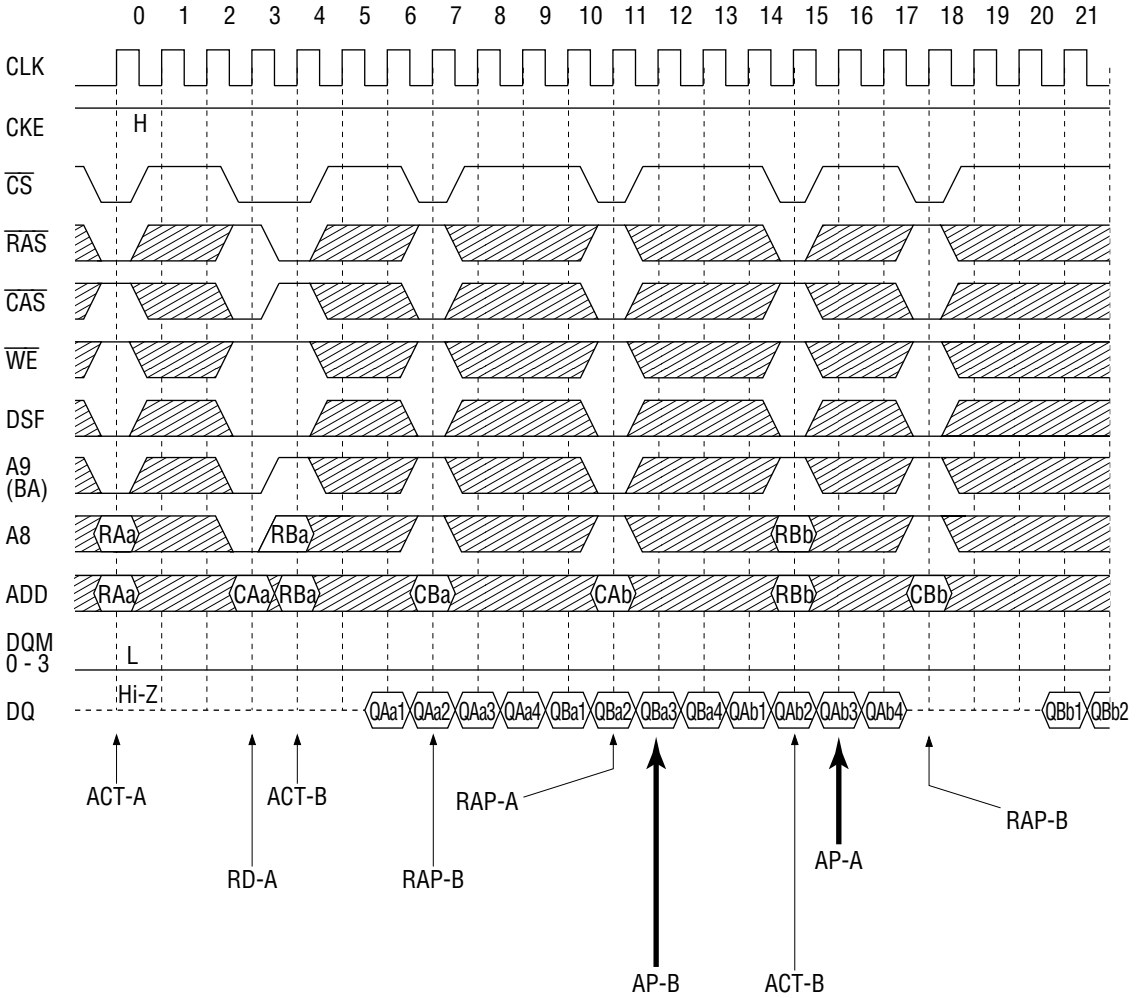 0 1 2 3 4 5 6 7 8 9 10 11 12 13 14 15 16 17 18 19 20 21
CLK
CKE H
CS
RAS
CAS
WE
DSF
A9
(BA)
A8 RAa RBa RBb
ADD RAa CAa RBa CBa CAb RBb CBb
DQM
0 - 3 L
DQ Hi-Z QAa1 QAa2 QAa3 QAa4 QBa1 QBa2 QBa3 QBa4 QAb1 QAb2 QAb3 QAb4 QBb1 QBb2
ACT-A ACT-B RAP-A RAP-B
RD-A RAP-B AP-A
AP-B ACT-B